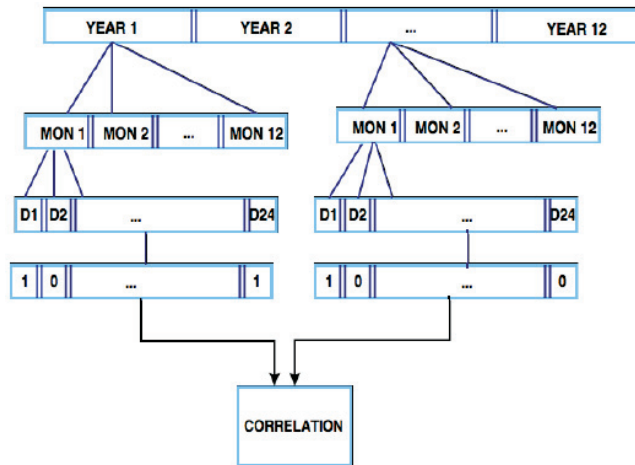 YEAR 1 YEAR 2 ... YEAR 12
MON 1 MON 2 ... MON 12
MON 1 MON 2 ... MON 12
D1 D2 ... D24
D1 D2 ... D24
1 0 ... 1
1 0 ... 0
CORRELATION